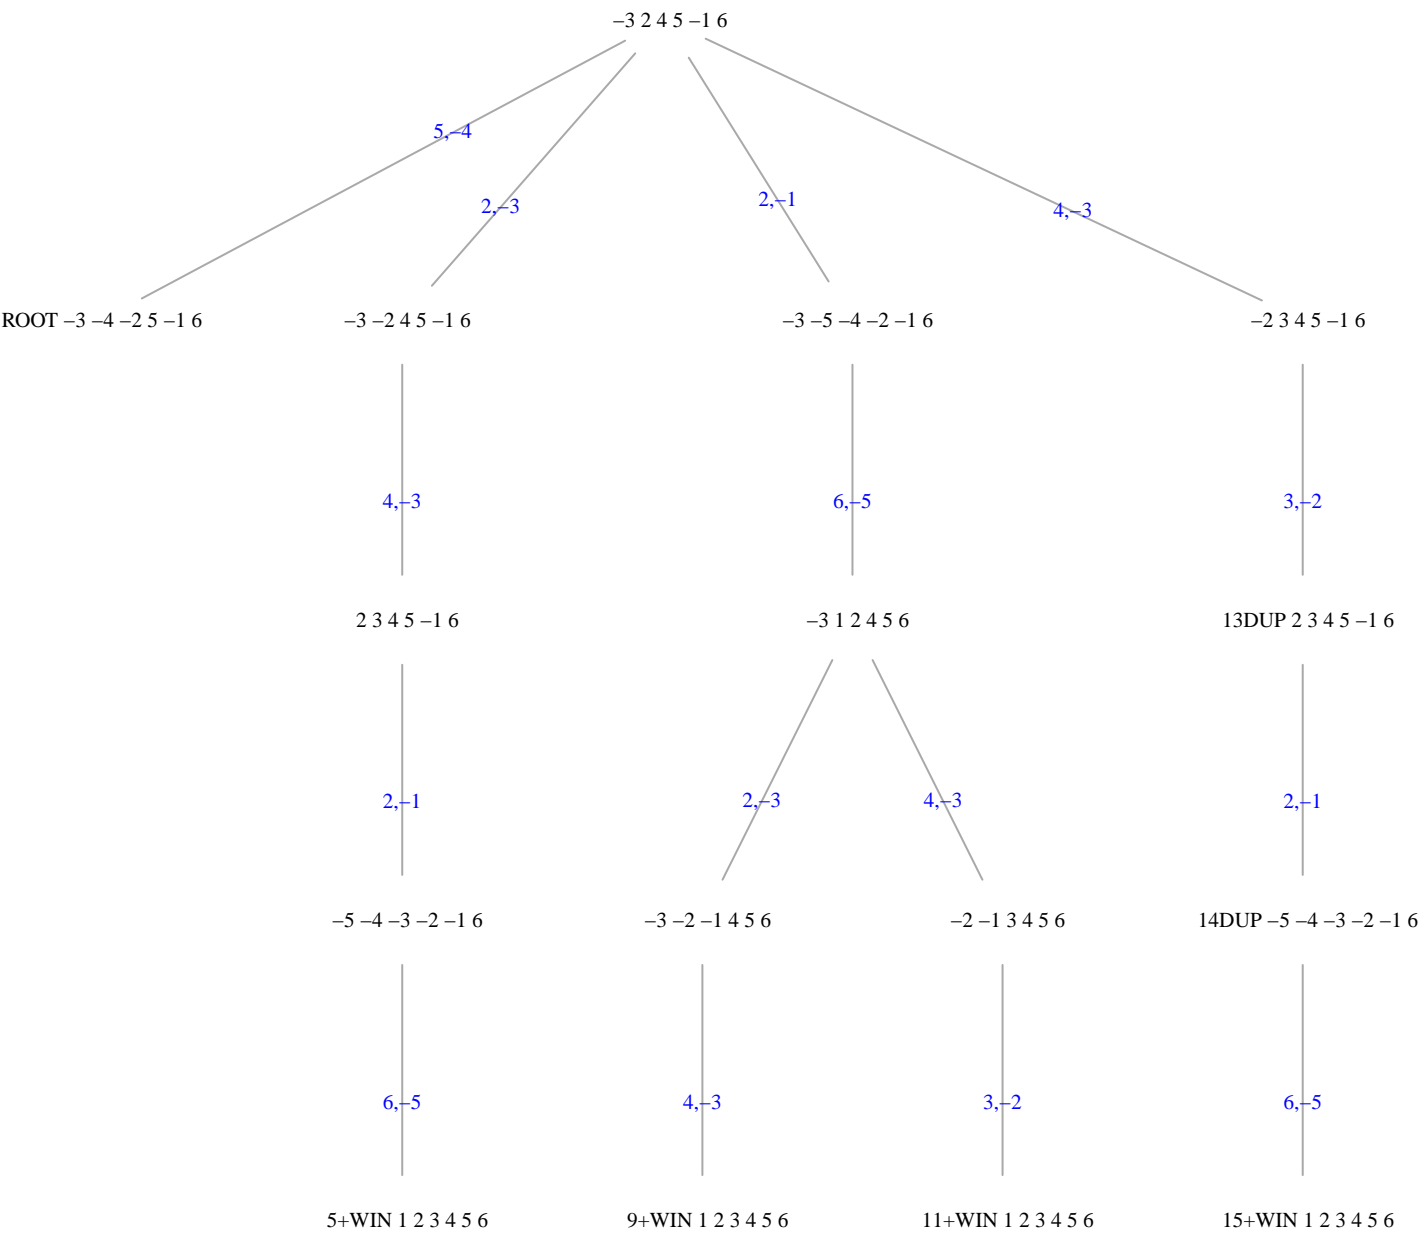 −3 2 4 5 −1 6
5,−4
2,−3
2,−1
4,−3
ROOT −3 −4 −2 5 −1 6
−3 −2 4 5 −1 6
−3 −5 −4 −2 −1 6
−2 3 4 5 −1 6
4,−3
6,−5
3,−2
2 3 4 5 −1 6
−3 1 2 4 5 6
13DUP 2 3 4 5 −1 6
2,−1
2,−3
4,−3
2,−1
−5 −4 −3 −2 −1 6
−3 −2 −1 4 5 6
−2 −1 3 4 5 6
14DUP −5 −4 −3 −2 −1 6
6,−5
4,−3
3,−2
6,−5
5+WIN 1 2 3 4 5 6
9+WIN 1 2 3 4 5 6
11+WIN 1 2 3 4 5 6
15+WIN 1 2 3 4 5 6